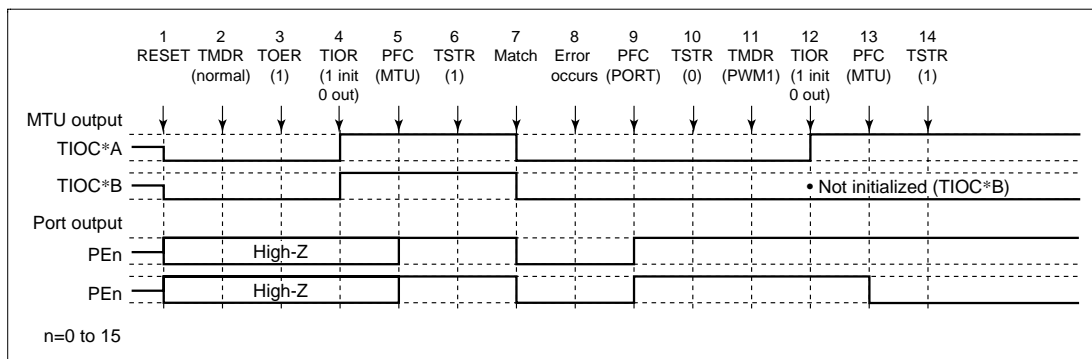 1 2 3 4 5 6 7 8 9 10 11 12 13 14
RESET TMDR TOER TIOR PFC TSTR Match Error PFC TSTR TMDR TIOR PFC TSTR
(normal) (1) (1 init (MTU) (1) occurs (PORT) (0) (PWM1) (1 init (MTU) (1)
0 out) 0 out)
MTU output
TIOC*A
TIOC*B
• Not initialized (TIOC*B)
Port output
PEn
High-Z
PEn
High-Z
n=0 to 15